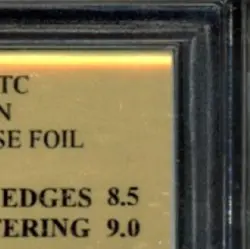 TC
N
SE FOIL
EDGES 8.5
TERING 9.0